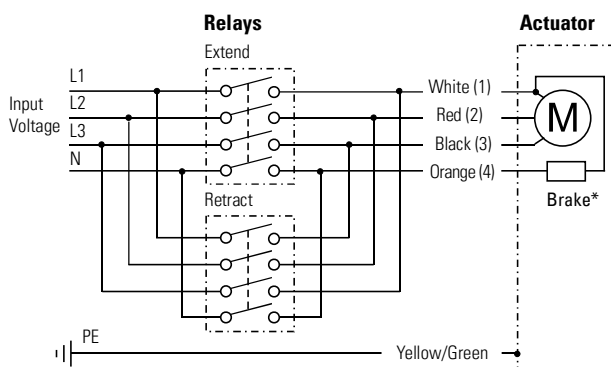 Relays
Actuator
Extend
L1
White (1)
L2
Red (2)
Input
Voltage
M
L3
Black (3)
N
Orange (4)
Retract
Brake*
PE
Yellow/Green